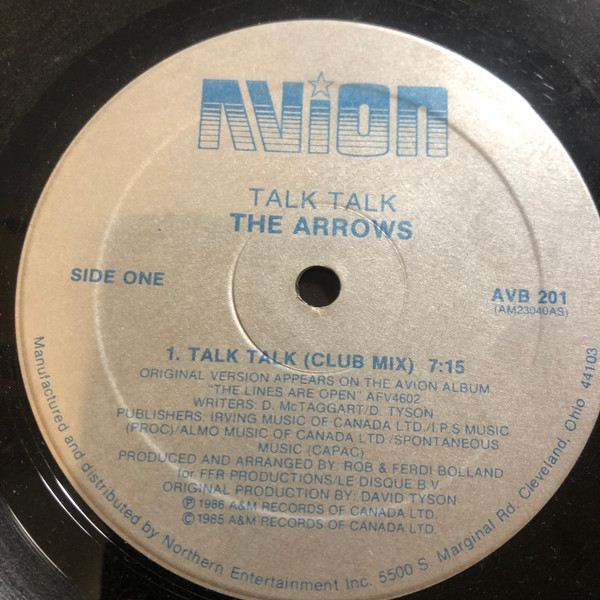 AViON
TALK TALK
THE ARROWS
SIDE ONE
AVB 201
(AM23040AS)
1. TALK TALK (CLUB MIX) 7:15
ORIGINAL VERSION APPEARS ON THE AViON ALBUM
"THE LINES ARE OPEN" AFV4602
WRITERS: D. McTAGGART/D. TYSON
PUBLISHERS: IRVING MUSIC OF CANADA LTD./I.P.S MUSIC
(PROC)/ALMO MUSIC OF CANADA LTD./SPONTANEOUS
MUSIC (CAPAC)
PRODUCED AND ARRANGED BY: ROB & FERDI BOLLAND
for FFR PRODUCTIONS/LE DISQUE B.V.
ORIGINAL PRODUCTION BY: DAVID TYSON
Ⓟ 1986 A&M RECORDS OF CANADA LTD.
© 1985 A&M RECORDS OF CANADA LTD.
Manufactured and distributed by Northern Entertainment Inc. 5500 S. Marginal Rd. Cleveland, Ohio 44103